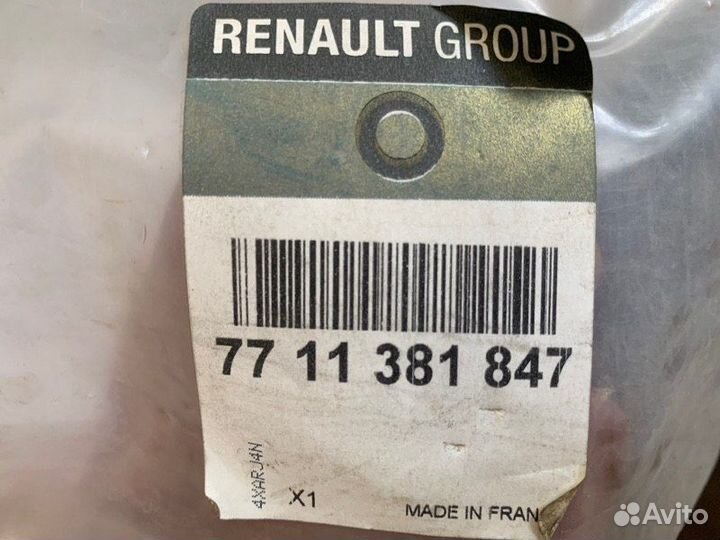 RENAULT GROUP
77 11 381 847
4XARJ4N
X1
MADE IN FRAN
Avito